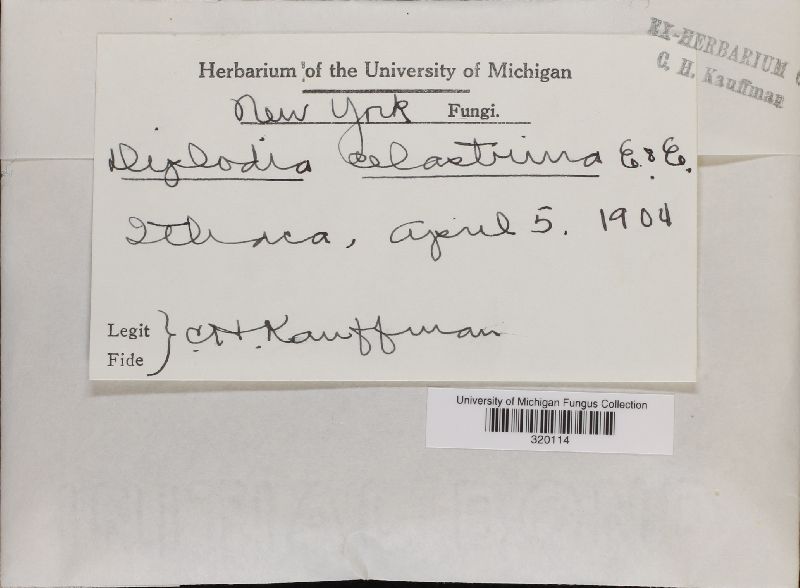 EX-HERBARIUM
C. H. Kauffman
Herbarium of the University of Michigan
New York Fungi.
Diplodia celastrina E. & E.
Ithaca, April 5. 1904
Legit
Fide } C.H. Kauffman
University of Michigan Fungus Collection
320114